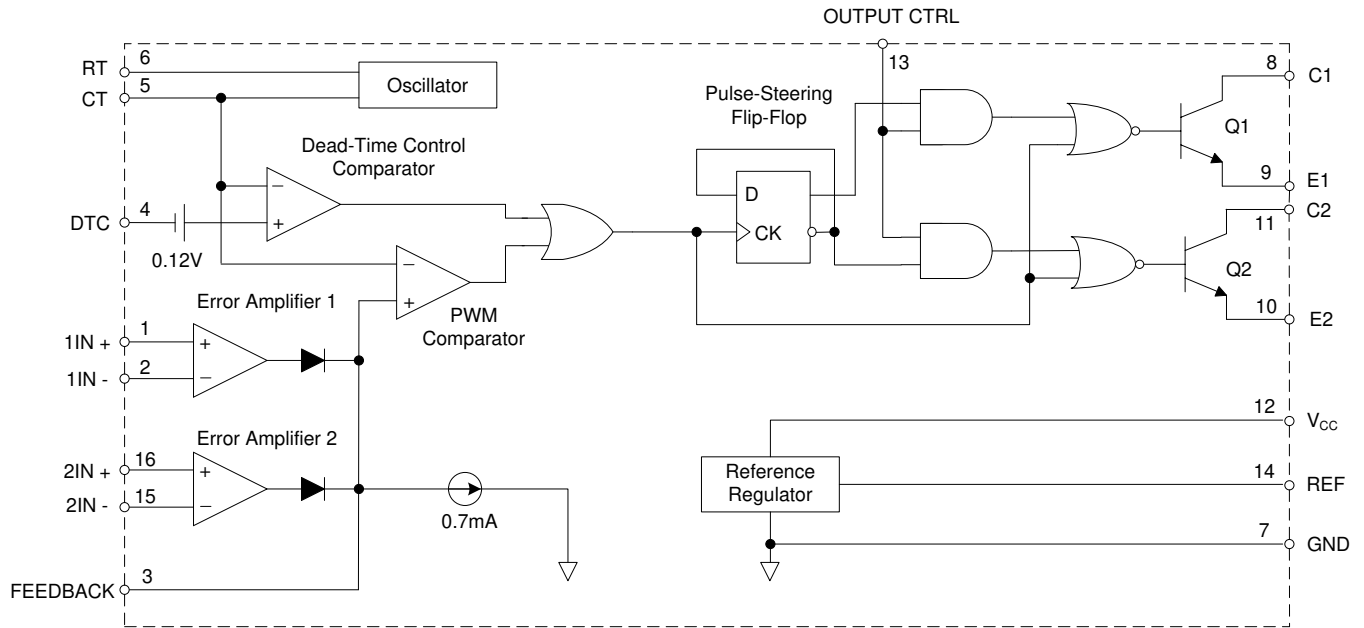 OUTPUT CTRL
RT 6
CT 5
Oscillator
13
8 C1
Pulse-Steering
Flip-Flop
Q1
Dead-Time Control
Comparator
9 E1
D
C2
11
DTC 4
−
+
CK
0.12V
−
+
Q2
Error Amplifier 1
PWM
Comparator
10 E2
1IN + 1
+
1IN - 2
−
12 VCC
Error Amplifier 2
2IN + 16
+
2IN - 15
−
Reference
Regulator
14 REF
0.7mA
7 GND
FEEDBACK 3